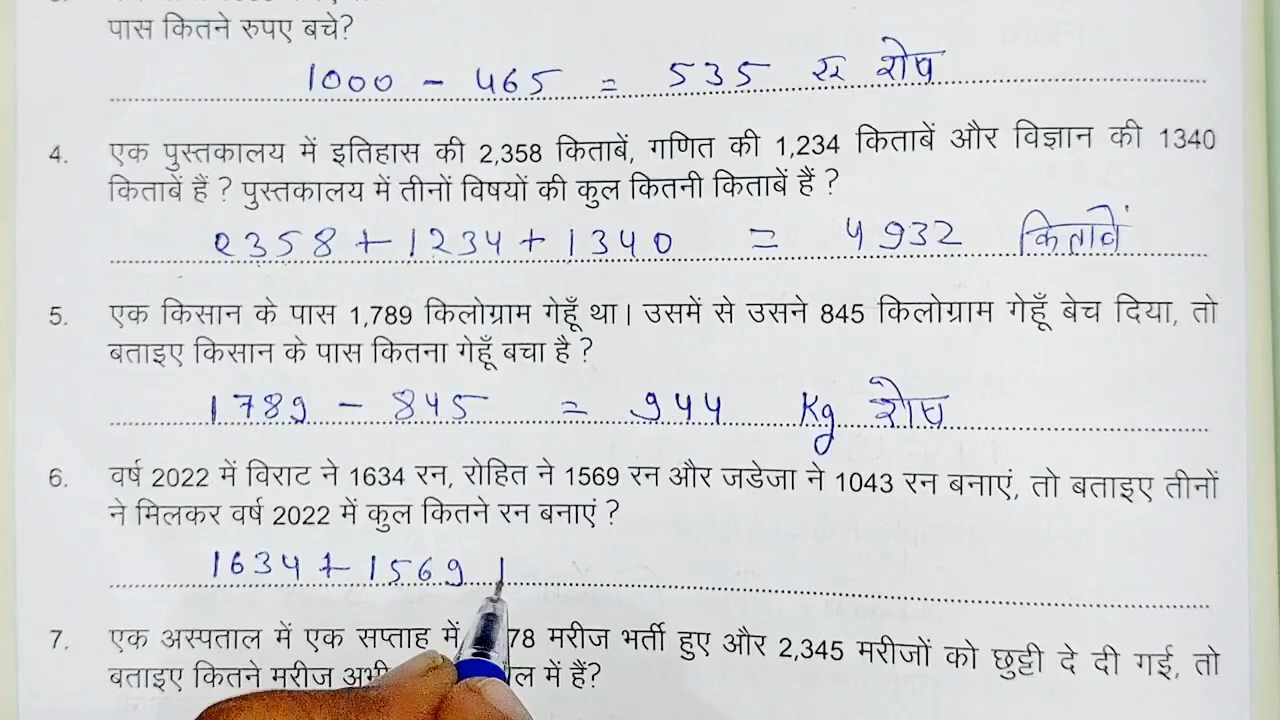 पास कितने रुपए बचे?
1000 - 465 = 535 रु शेष
4. एक पुस्तकालय में इतिहास की 2,358 किताबें, गणित की 1,234 किताबें और विज्ञान की 1340
किताबें हैं ? पुस्तकालय में तीनों विषयों की कुल कितनी किताबें हैं ?
2358 + 1234 + 1340 = 4932 किताबें
5. एक किसान के पास 1,789 किलोग्राम गेहूँ था। उसमें से उसने 845 किलोग्राम गेहूँ बेच दिया, तो
बताइए किसान के पास कितना गेहूँ बचा है ?
1789 - 845 = 944 Kg शेष
6. वर्ष 2022 में विराट ने 1634 रन, रोहित ने 1569 रन और जडेजा ने 1043 रन बनाएं, तो बताइए तीनों
ने मिलकर वर्ष 2022 में कुल कितने रन बनाएं ?
1634 + 1569
7. एक अस्पताल में एक सप्ताह में 78 मरीज भर्ती हुए और 2,345 मरीजों को छुट्टी दे दी गई, तो
बताइए कितने मरीज में हैं?